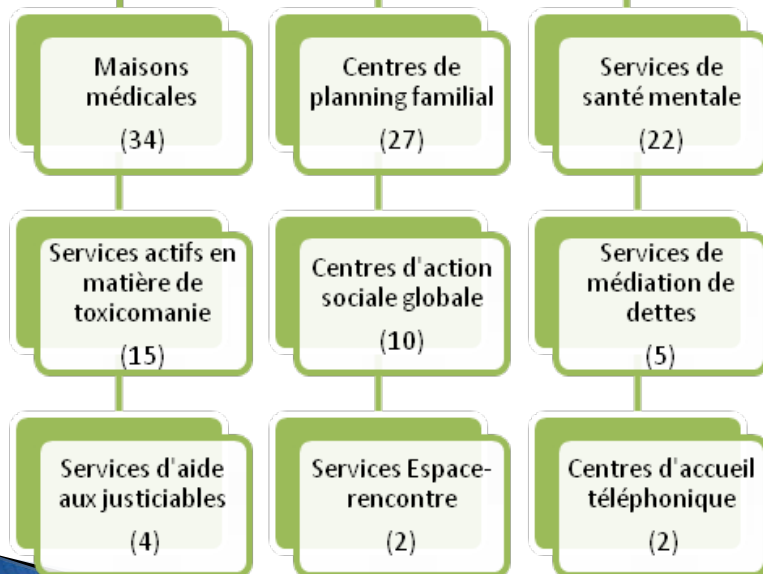 Maisons
médicales
(34)
Centres de
planning familial
(27)
Services de
santé mentale
(22)
Services actifs en
matière de
toxicomanie
(15)
Centres d'action
sociale globale
(10)
Services de
médiation de
dettes
(5)
Services d'aide
aux justiciables
(4)
Services Espace-
rencontre
(2)
Centres d'accueil
téléphonique
(2)